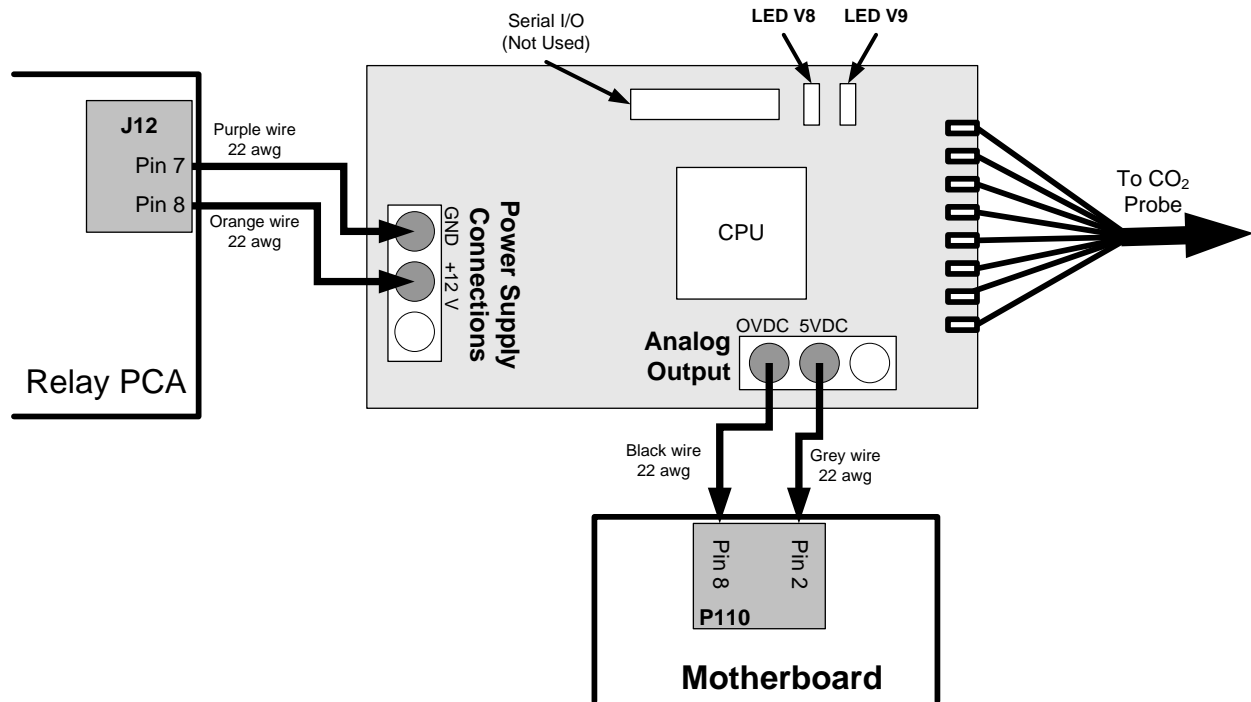 Serial I/O
(Not Used)
LED V8
LED V9
J12
Pin 7
Pin 8
Purple wire
22 awg
Orange wire
22 awg
GND
+12 V
Power Supply
Connections
CPU
To CO₂
Probe
Relay PCA
Analog
Output
OVDC
5VDC
Black wire
22 awg
Grey wire
22 awg
Pin 8
Pin 2
P110
Motherboard